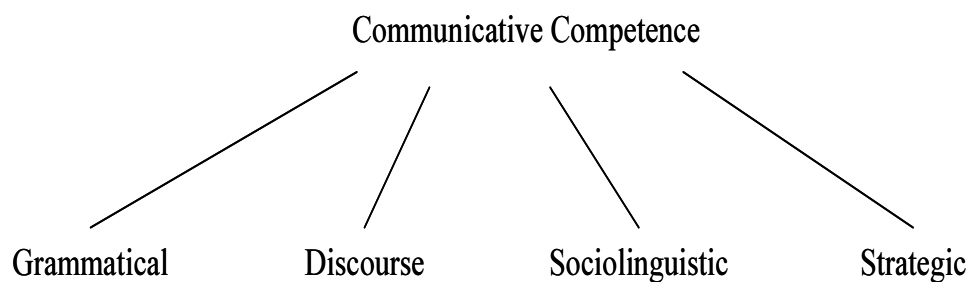 Communicative Competence
Grammatical Discourse Sociolinguistic Strategic